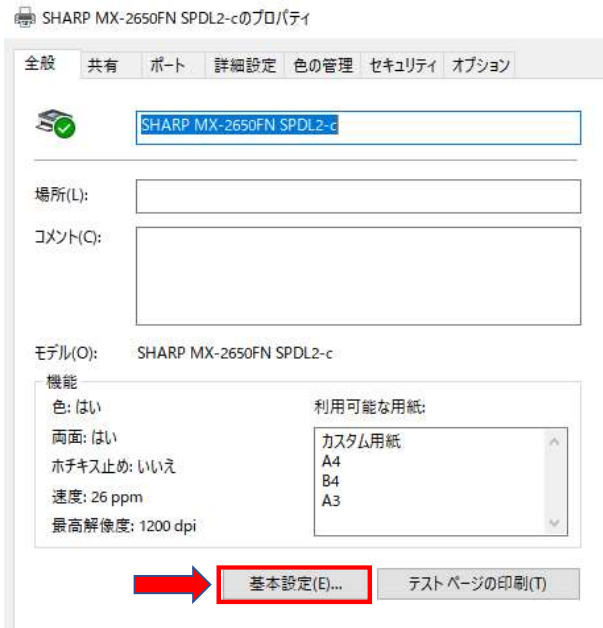 SHARP MX-2650FN SPDL2-cのプロパティ
全般 共有 ポート 詳細設定 色の管理 セキュリティ オプション
SHARP MX-2650FN SPDL2-c
場所(L):
コメント(C):
モデル(O): SHARP MX-2650FN SPDL2-c
機能
色: はい
両面: はい
ホチキス止め: いいえ
速度: 26 ppm
最高解像度: 1200 dpi
利用可能な用紙:
カスタム用紙
A4
B4
A3
基本設定(E)... テスト ページの印刷(T)